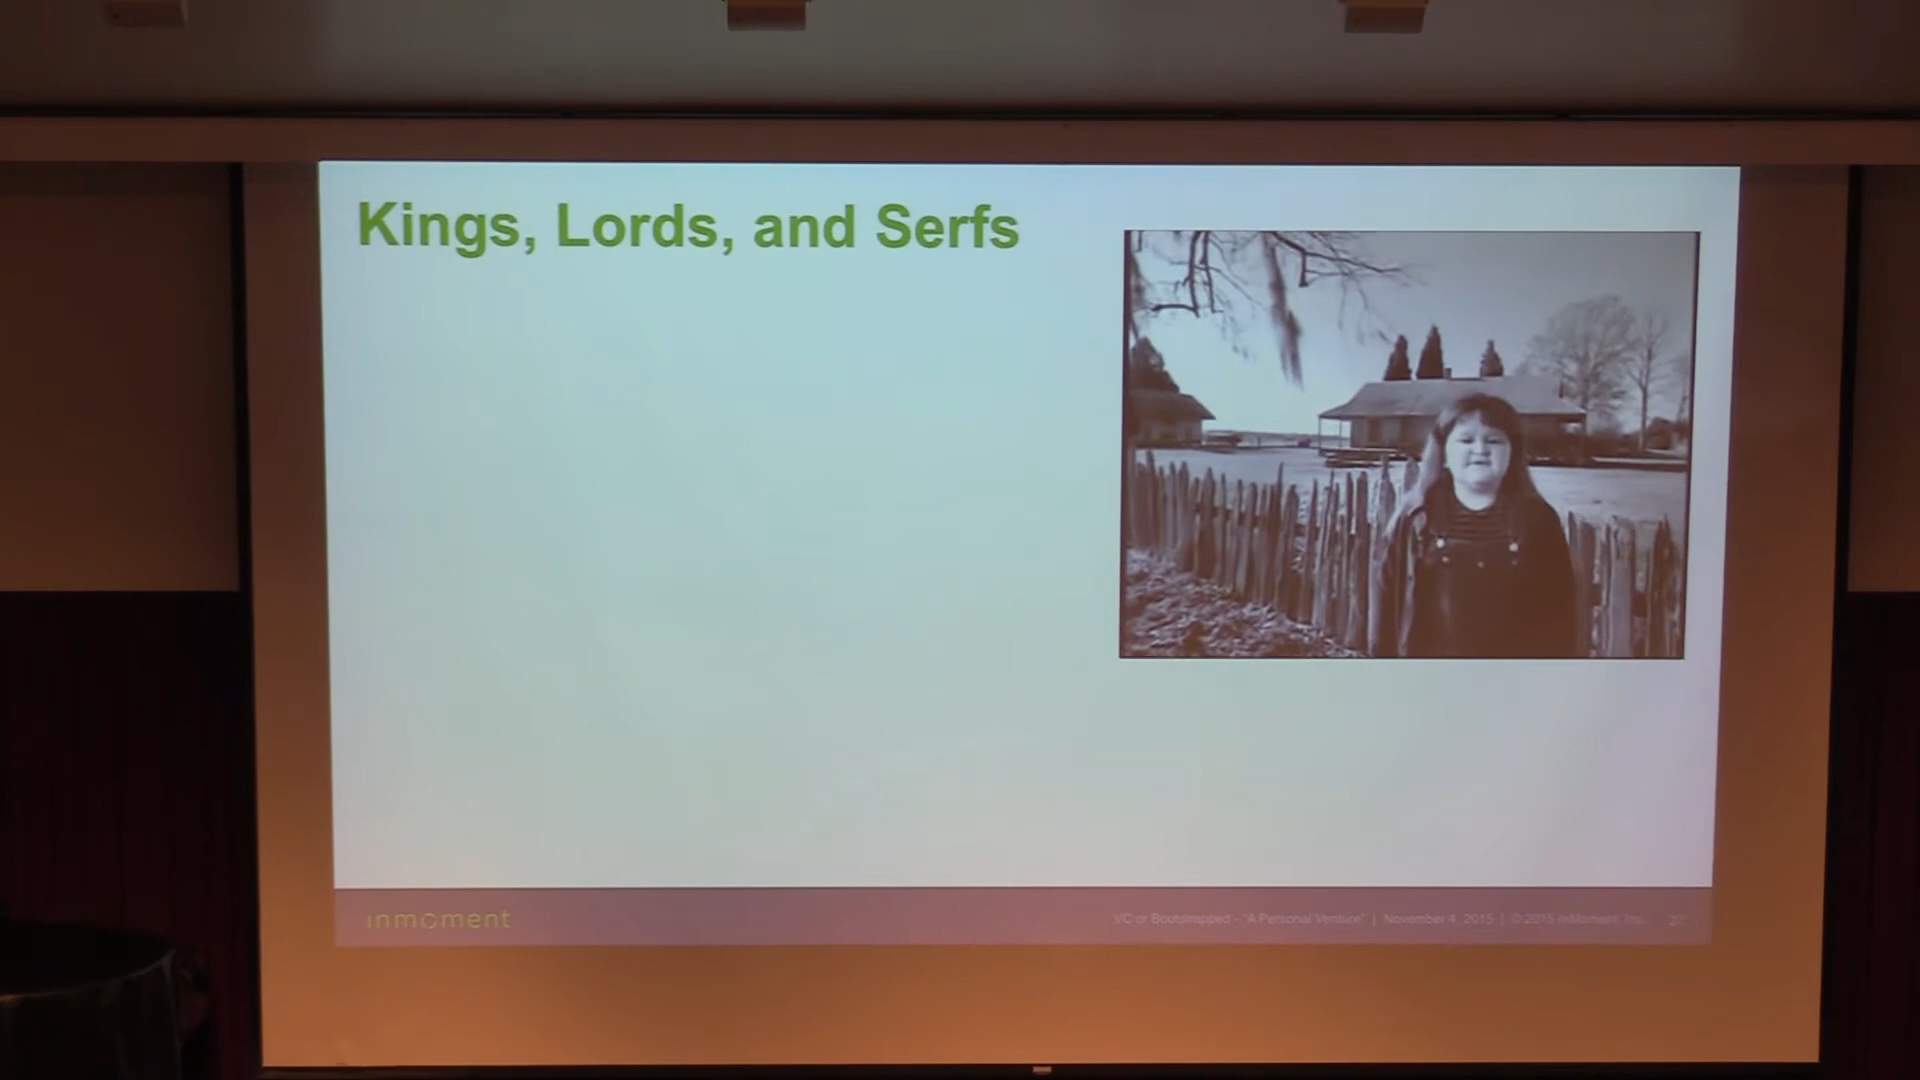 Kings, Lords, and Serfs
inmoment
VC or Bootstrapped - "A Personal Venture" | November 4, 2015 | © 2015 InMoment, Inc.